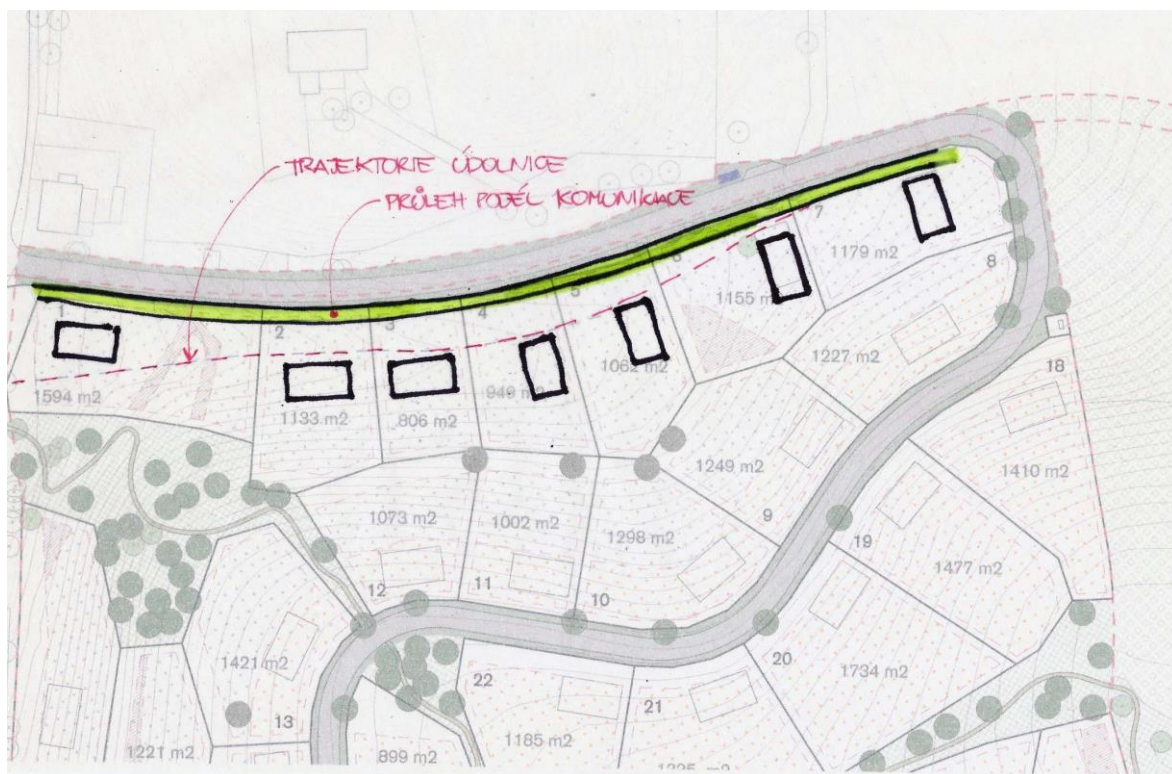 TRAJEKTORIE ÚDOLNICE
PRŮLEH PODÉL KOMUNIKACE
7
1179 m2
8
6
1155 m
5
1
2
3
4
1227 m2
1062 m2
18
1594 m2
1133 m2
806 m2
949 m2
1249 m2
1410 m2
1073 m2
1002 m2
1298 m2
9
19
1477 m2
12
11
10
1421 m2
20
1734 m2
22
21
13
1221 m2
899 m2
1185 m2